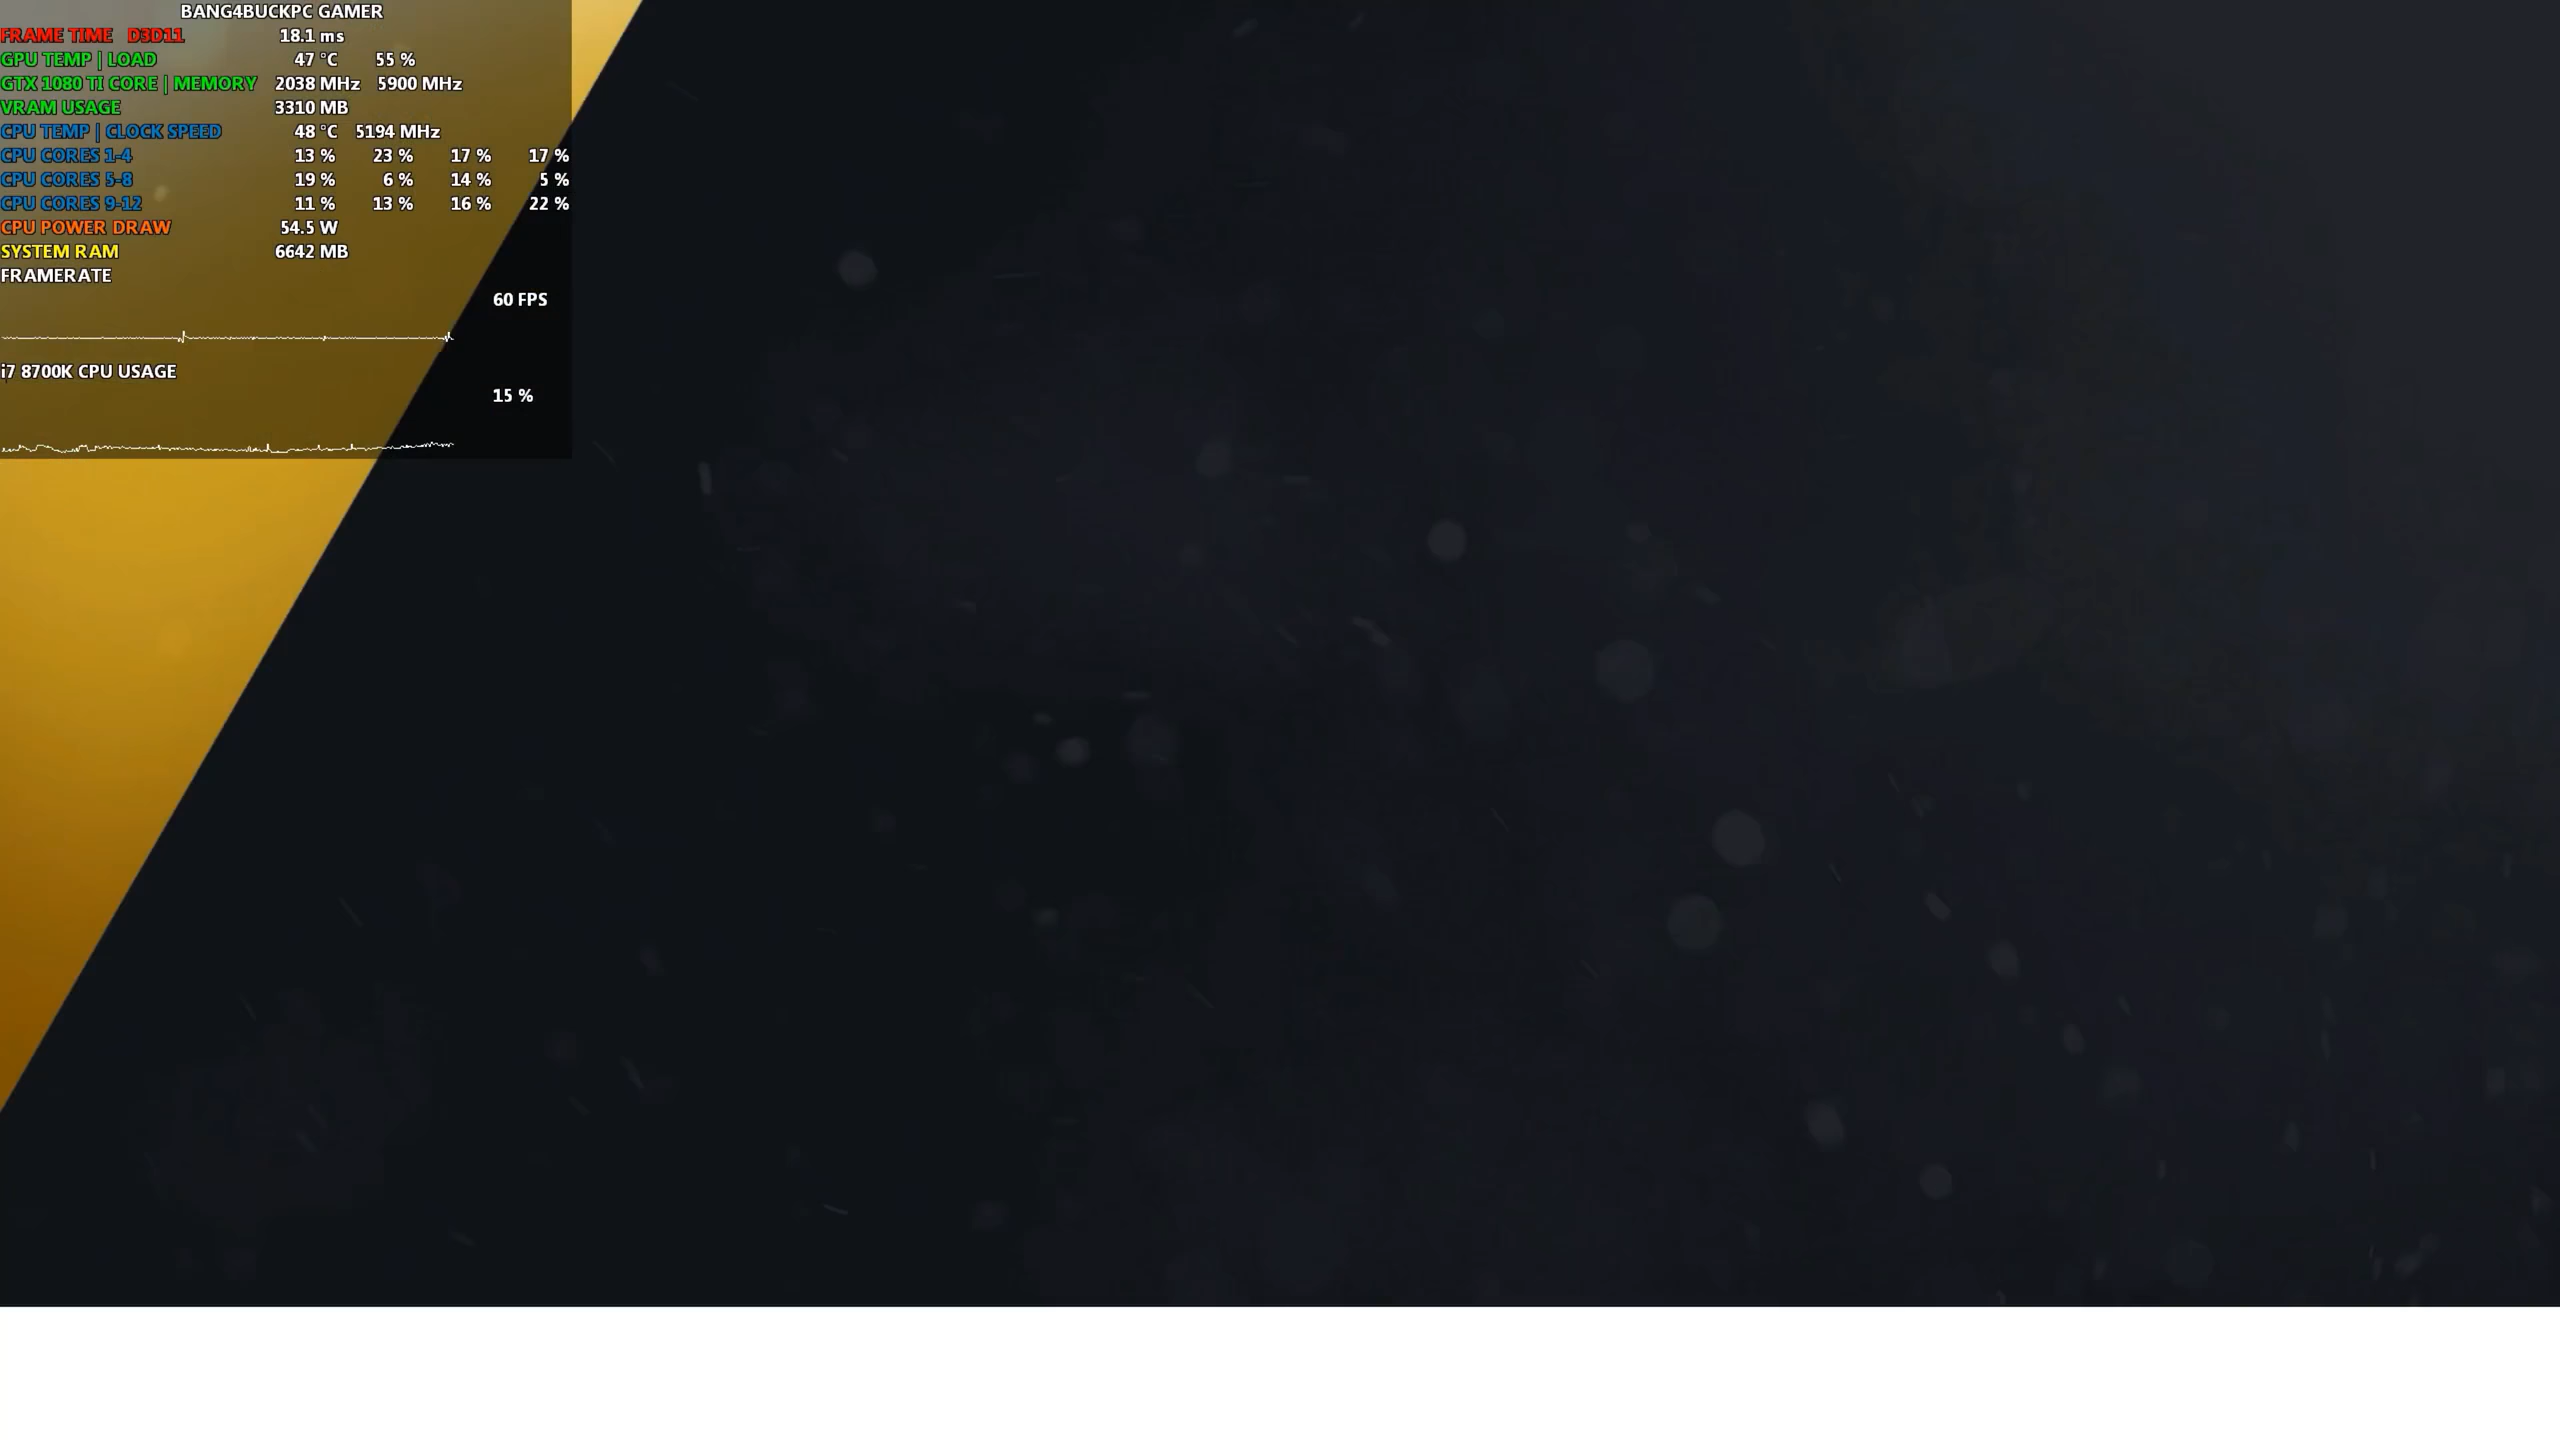 BANG4BUCKPC GAMER
FRAME TIME D3D11 18.1 ms
GPU TEMP | LOAD 47 °C 55 %
GTX 1080 TI CORE | MEMORY 2038 MHz 5900 MHz
VRAM USAGE 3310 MB
CPU TEMP | CLOCK SPEED 48 °C 5194 MHz
CPU CORES 1-4 13 % 23 % 17 % 17 %
CPU CORES 5-8 19 % 6 % 14 % 5 %
CPU CORES 9-12 11 % 13 % 16 % 22 %
CPU POWER DRAW 54.5 W
SYSTEM RAM 6642 MB
FRAMERATE
60 FPS
i7 8700K CPU USAGE
15 %